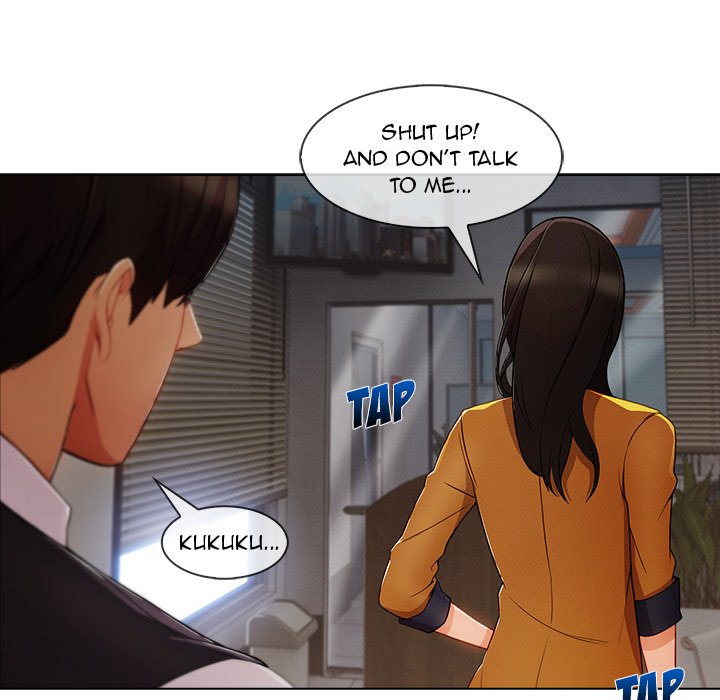 SHUT UP!
AND DON'T TALK
TO ME...
TAP
KUKUKU...
TAP